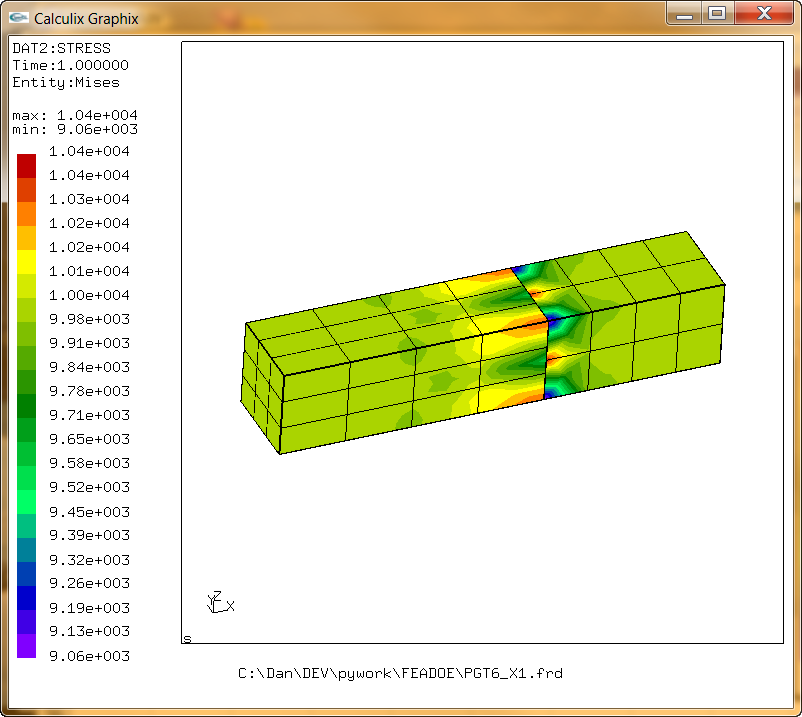 Calculix Graphix
DAT2:STRESS
Time:1.000000
Entity:Mises
max: 1.04e+004
min: 9.06e+003
1.04e+004
1.04e+004
1.03e+004
1.02e+004
1.02e+004
1.01e+004
1.00e+004
9.98e+003
9.91e+003
9.84e+003
9.78e+003
9.71e+003
9.65e+003
9.58e+003
9.52e+003
9.45e+003
9.39e+003
9.32e+003
9.26e+003
9.19e+003
9.13e+003
9.06e+003
Y Z X
s
C:\Dan\DEV\pywork\FEADOE\PGT6_X1.frd